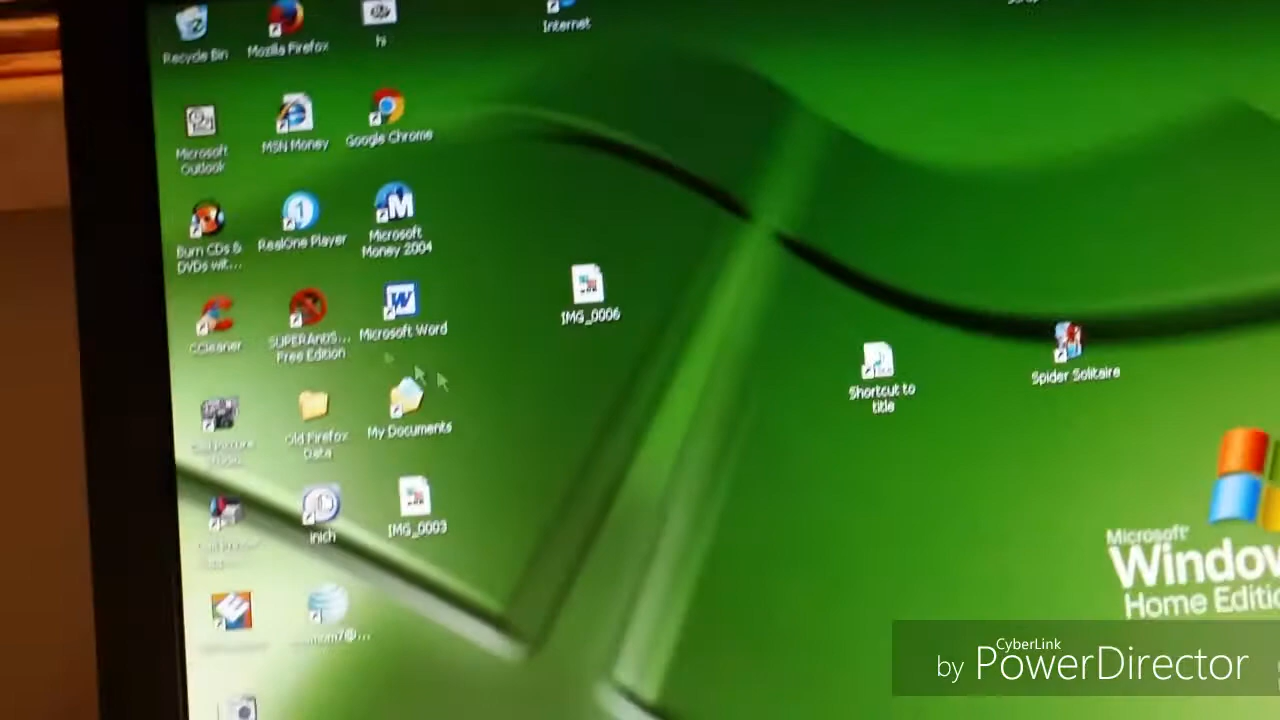 Recycle Bin
Mozilla Firefox
hi
Internet
Microsoft
Outlook
MSN Money
Google Chrome
Burn CDs &
DVDs wit...
RealOne Player
Microsoft
Money 2004
IMG_0006
CCleaner
SUPERAntiS...
Free Edition
Microsoft Word
Shortcut to
title
Spider Solitaire
Old Firefox
Data
My Documents
inich
IMG_0003
Microsoft
Window
Home Editio
CyberLink
by PowerDirector